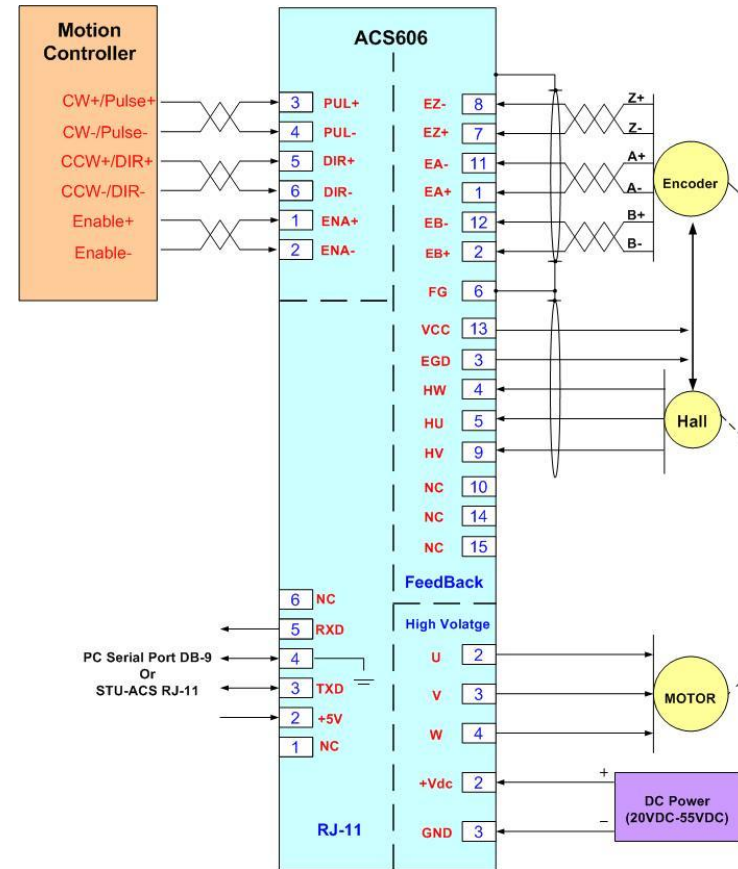 Motion
Controller
CW+/Pulse+
CW-/Pulse-
CCW+/DIR+
CCW-/DIR-
Enable+
Enable-
ACS606
3 PUL+
4 PUL-
5 DIR+
6 DIR-
1 ENA+
2 ENA-
EZ- 8
EZ+ 7
EA- 11
EA+ 1
EB- 12
EB+ 2
FG 6
VCC 13
EGD 3
HW 4
HU 5
HV 9
NC 10
NC 14
NC 15
FeedBack
Z+
Z-
A+
A-
B+
B-
Encoder
Hall
6 NC
5 RXD
4
3 TXD
2 +5V
1 NC
PC Serial Port DB-9
Or
STU-ACS RJ-11
RJ-11
High Volatge
U 2
V 3
W 4
+Vdc 2
GND 3
MOTOR
+
–
DC Power
(20VDC-55VDC)